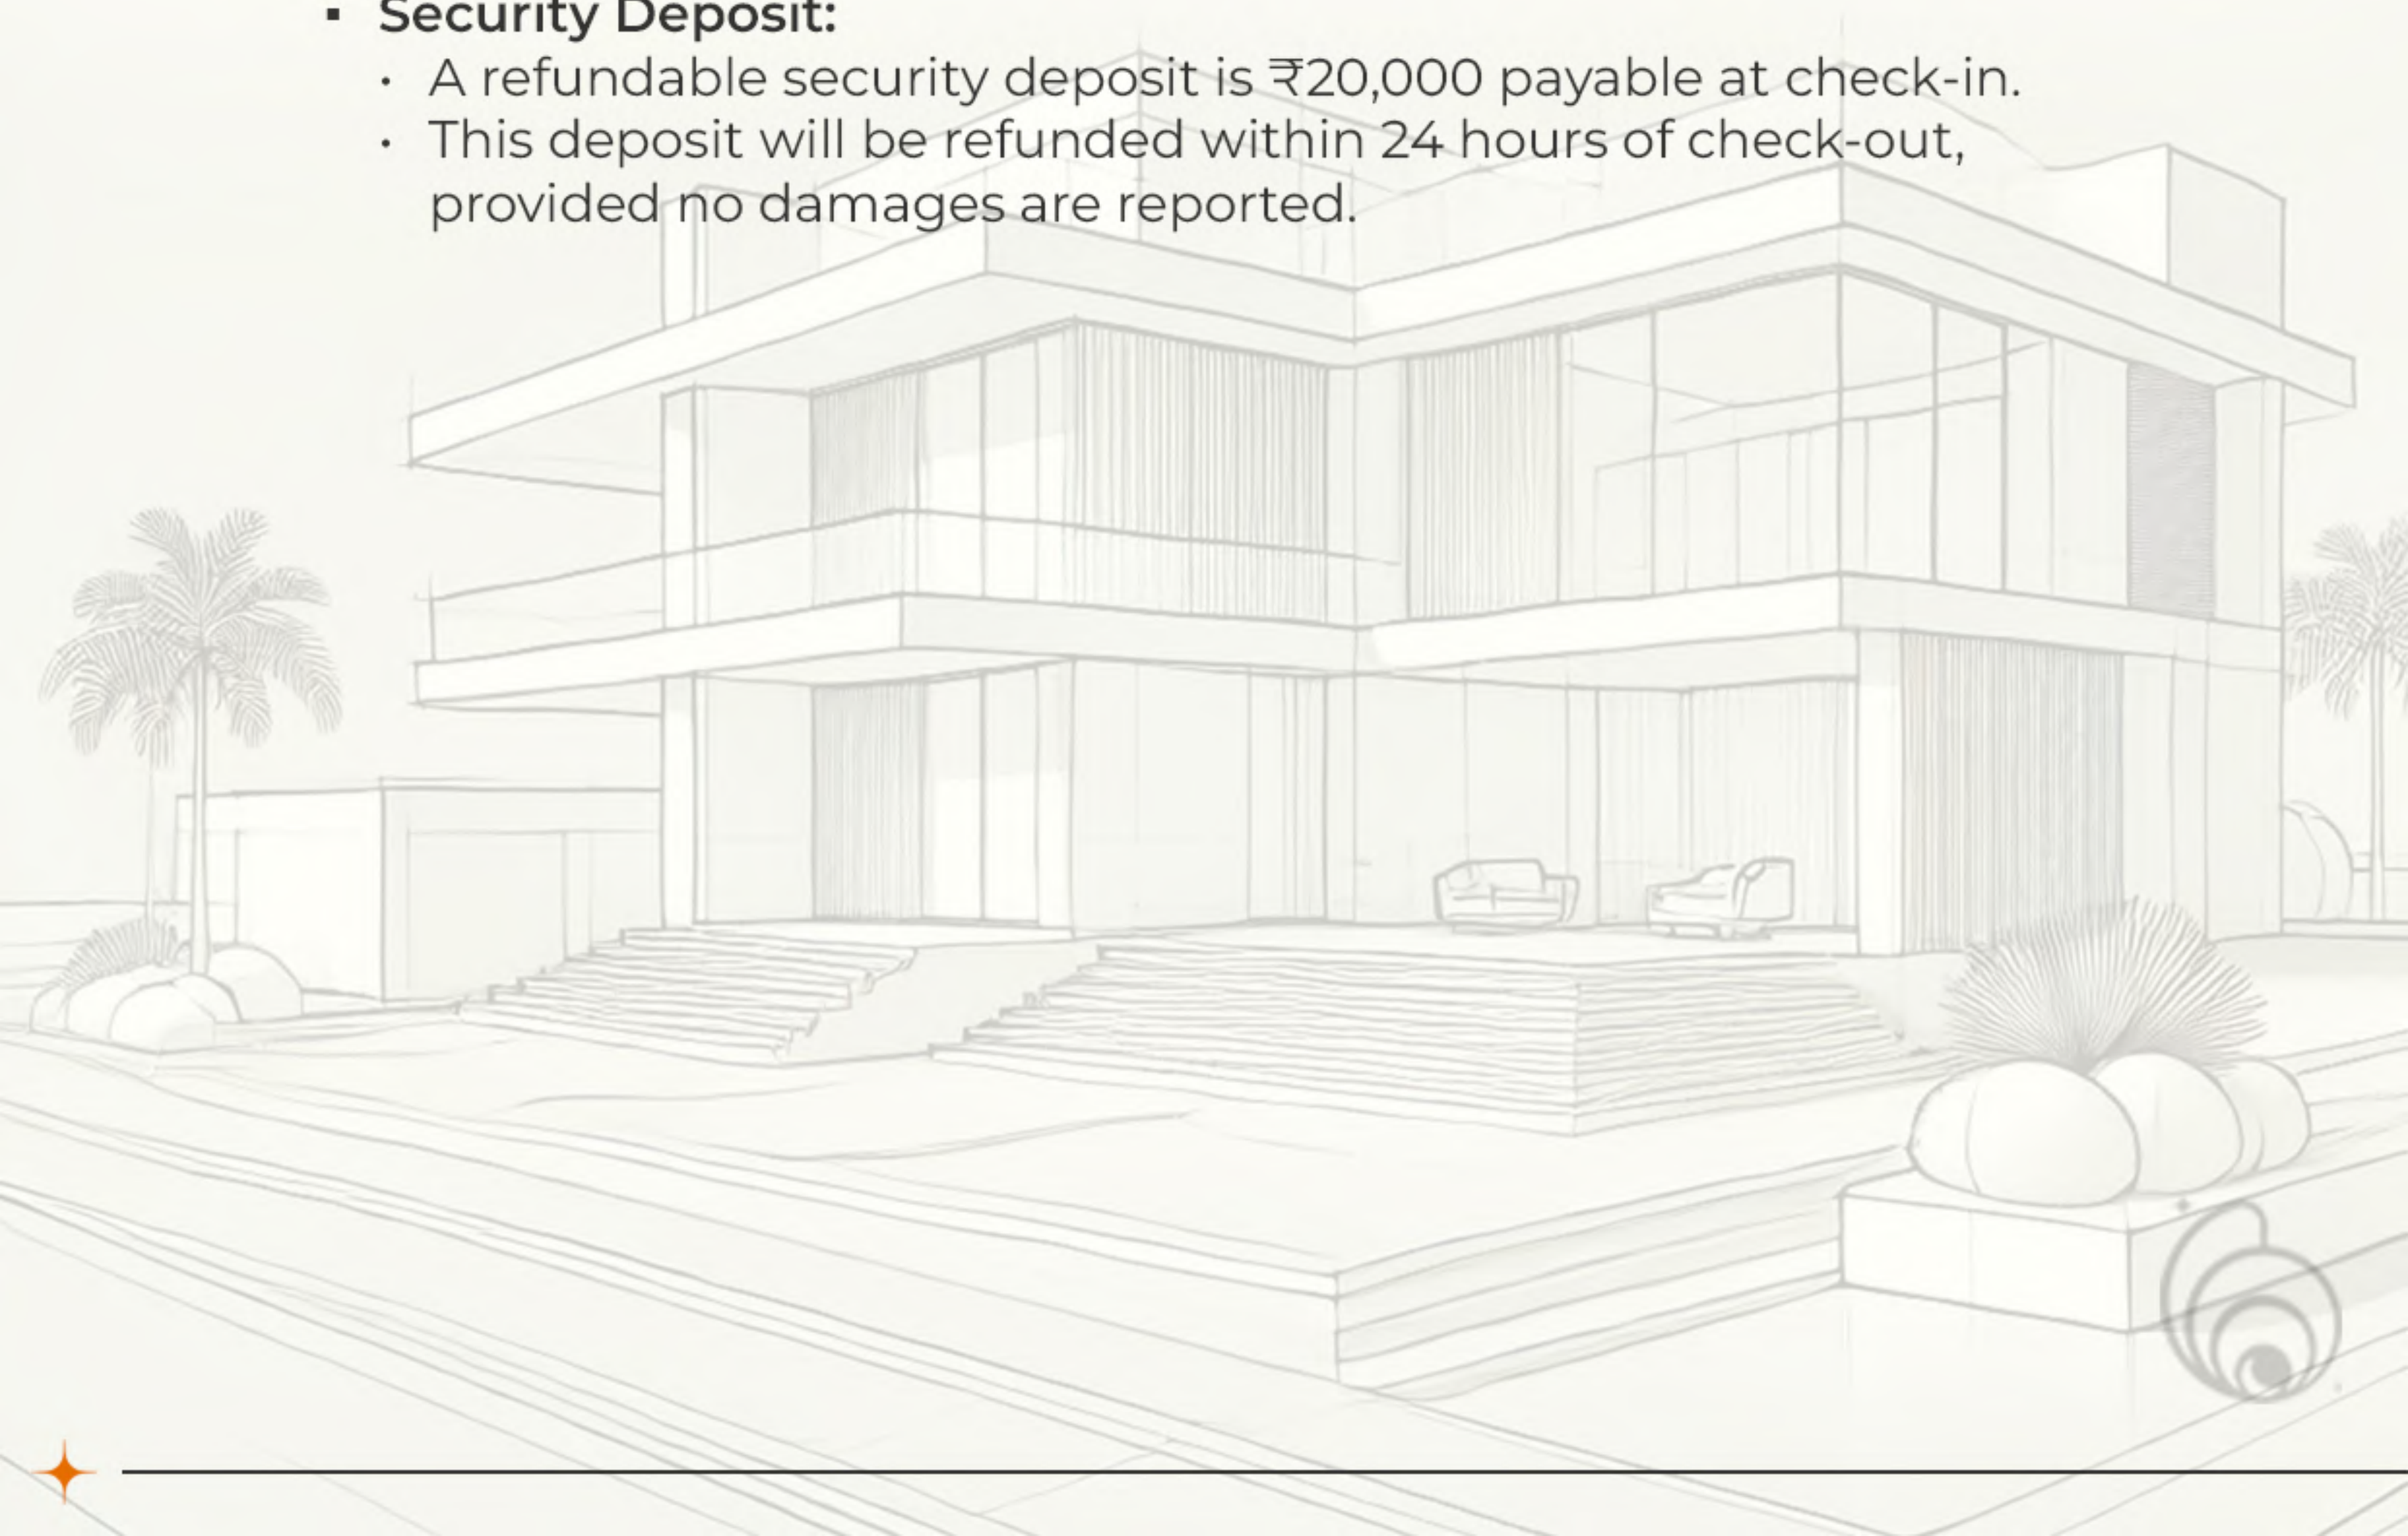 ▪ Security Deposit:
• A refundable security deposit is ₹20,000 payable at check-in.
• This deposit will be refunded within 24 hours of check-out,
provided no damages are reported.